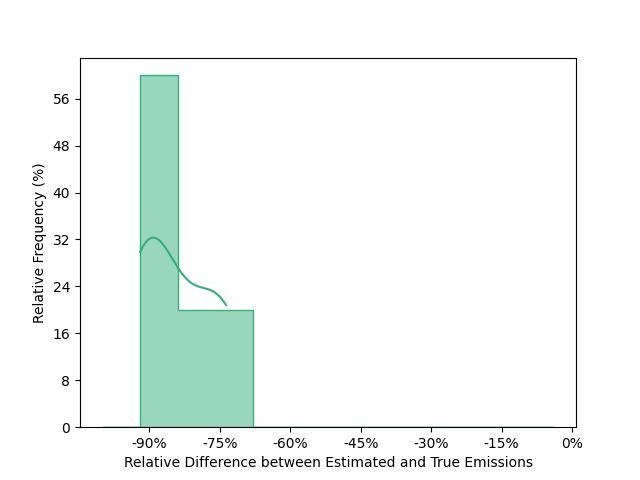 56
48
40
32
24
16
8
0
Relative Frequency (%)
-90% -75% -60% -45% -30% -15% 0%
Relative Difference between Estimated and True Emissions